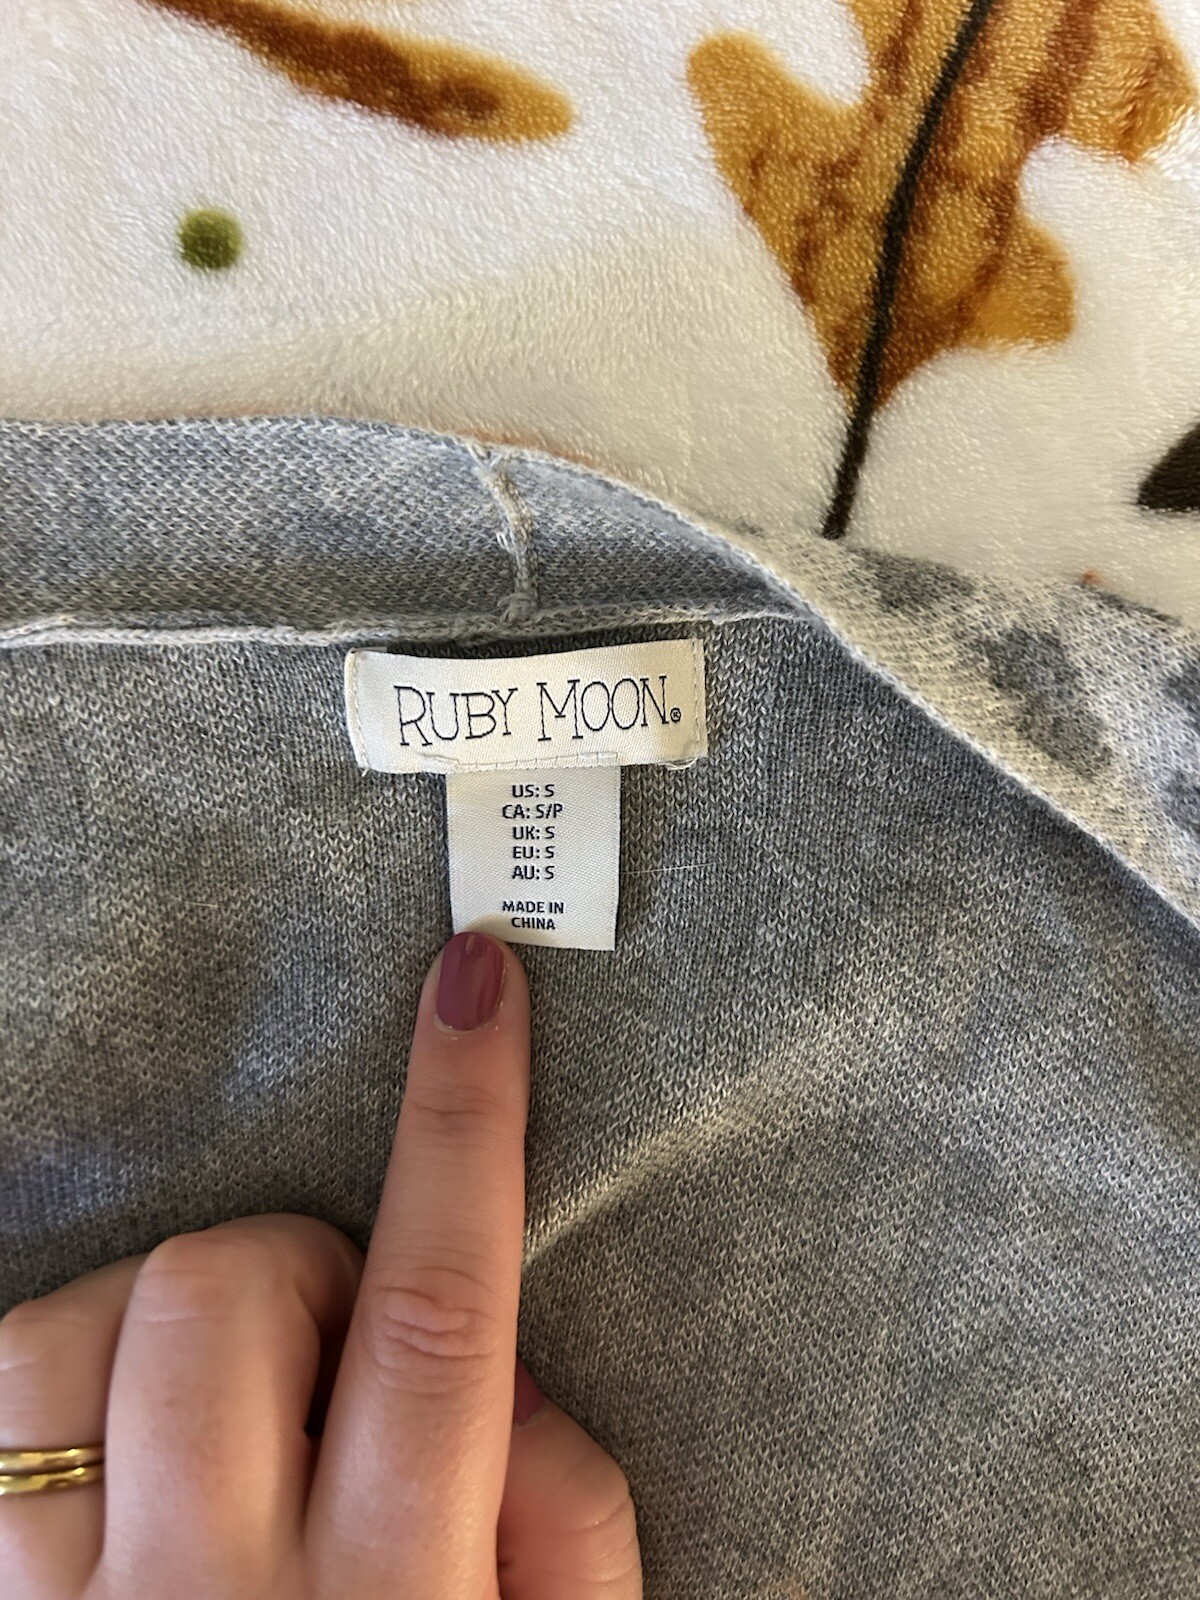 RUBY MOON®
US: S
CA: S/P
UK: S
EU: S
AU: S
MADE IN
CHINA